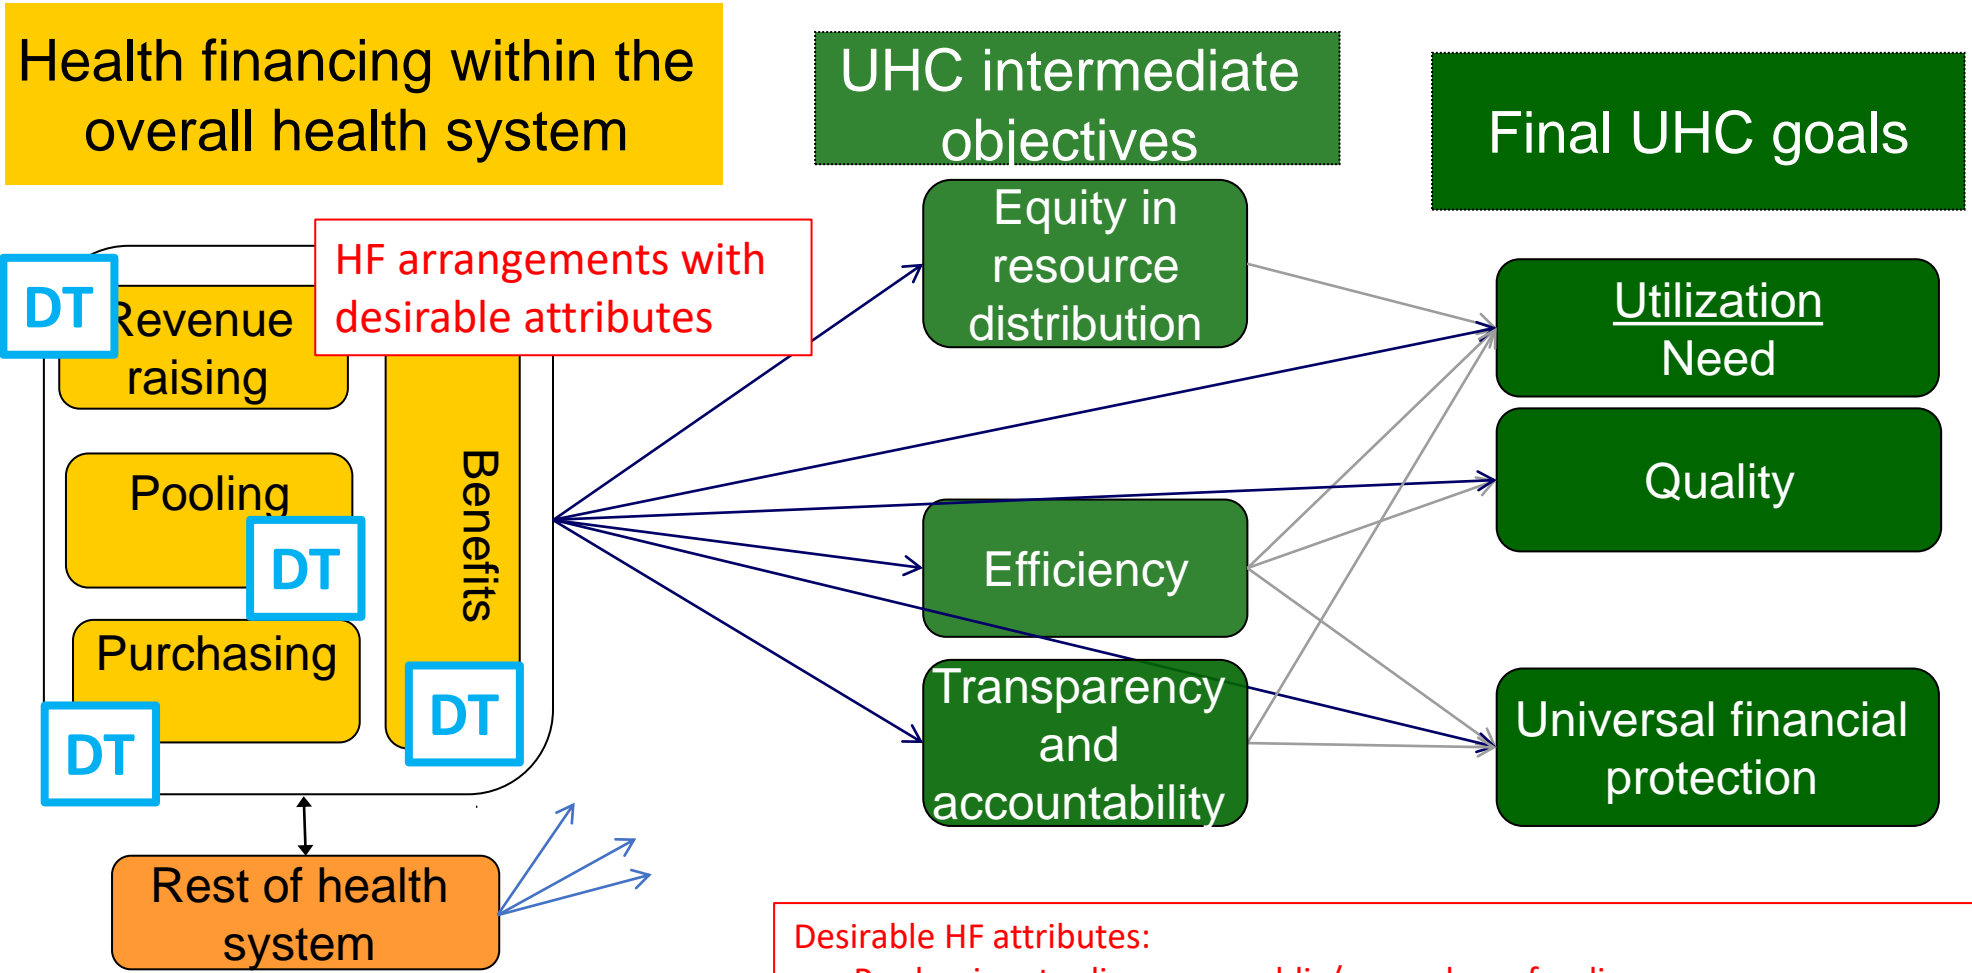 Health financing within the
overall health system
UHC intermediate
objectives
Final UHC goals
HF arrangements with
desirable attributes
DT
Revenue
raising
Pooling
DT
Purchasing
DT
Benefits
DT
Rest of health
system
Equity in
resource
distribution
Efficiency
Transparency
and
accountability
Utilization
Need
Quality
Universal financial
protection
Desirable HF attributes: